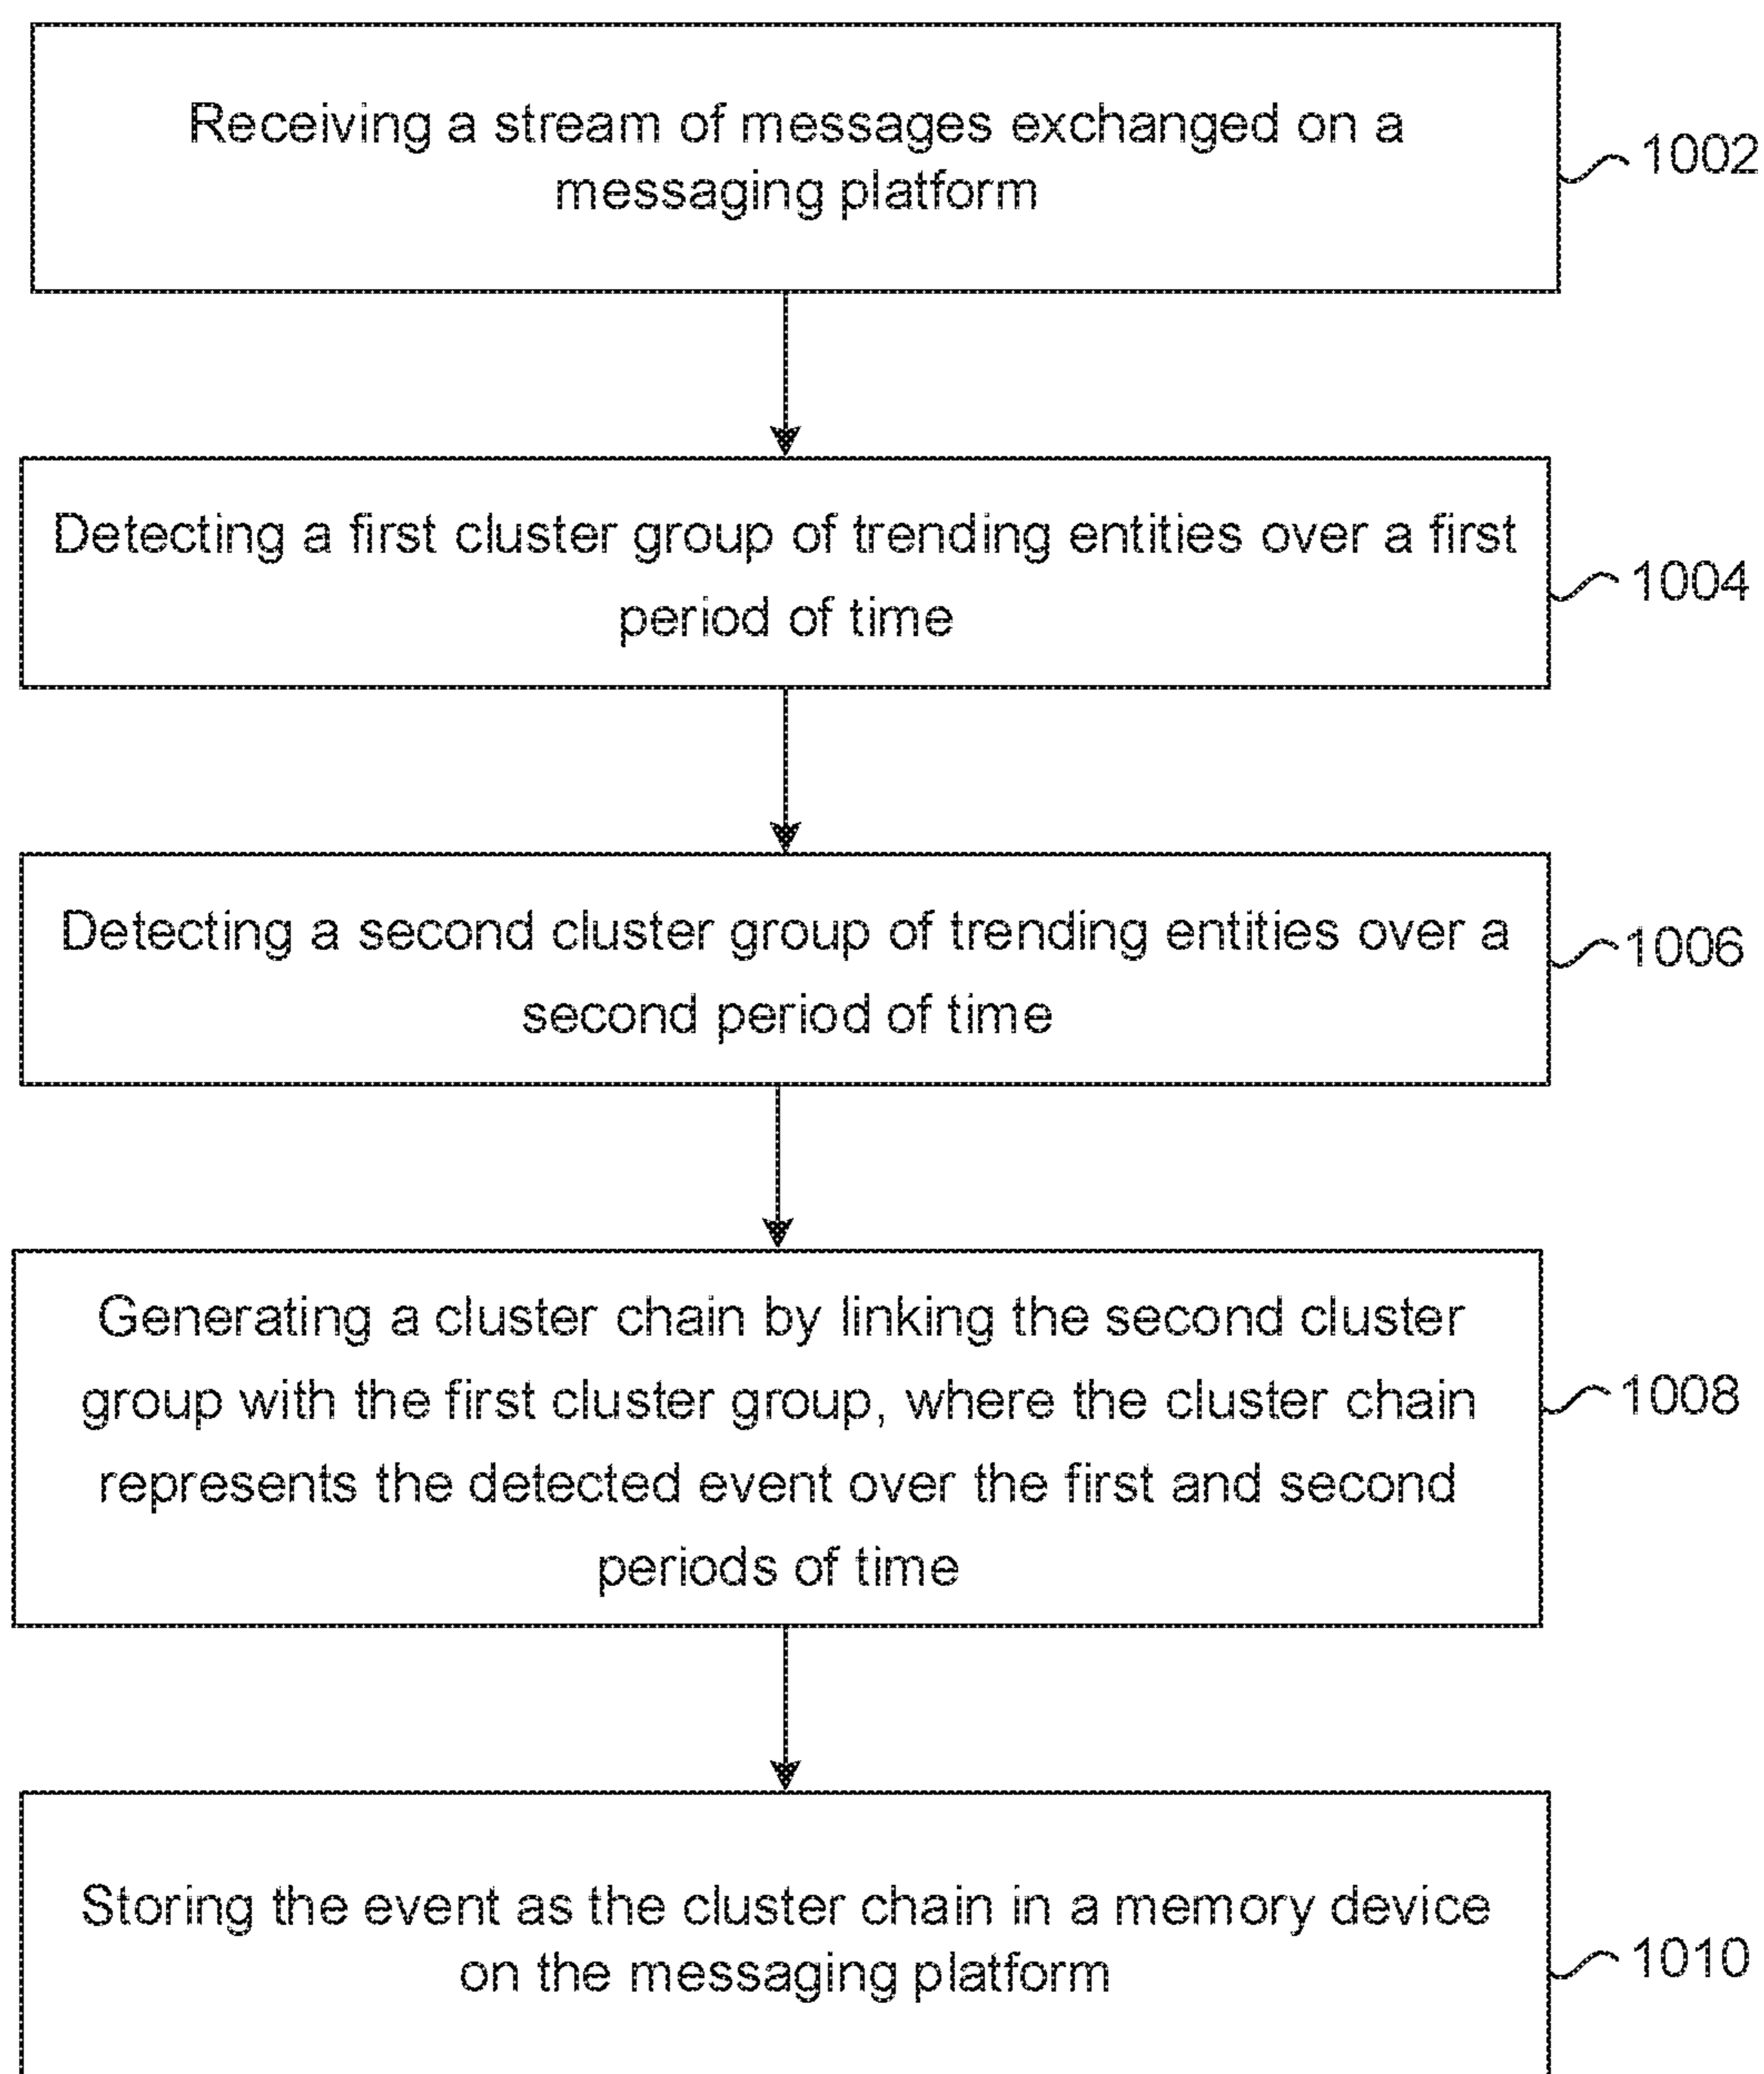 Receiving a stream of messages exchanged on a
messaging platform
1002
Detecting a first cluster group of trending entities over a first
period of time
1004
Detecting a second cluster group of trending entities over a
second period of time
1006
Generating a cluster chain by linking the second cluster
group with the first cluster group, where the cluster chain
represents the detected event over the first and second
periods of time
1008
Storing the event as the cluster chain in a memory device
on the messaging platform
1010